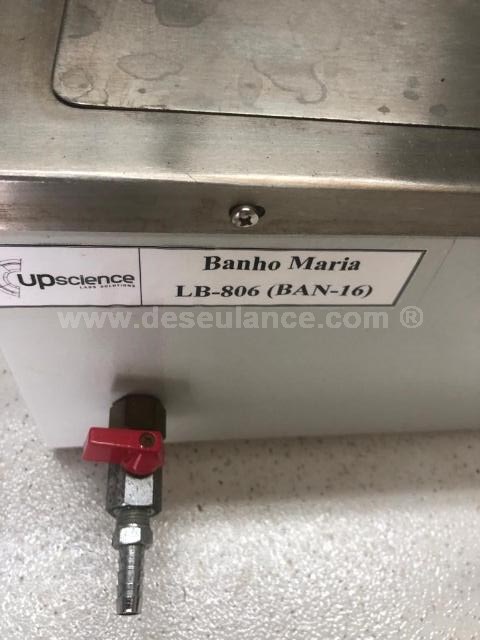 upscience
LABS SOLUTIONS
Banho Maria
LB-806 (BAN-16)
www.deseulance.com ®